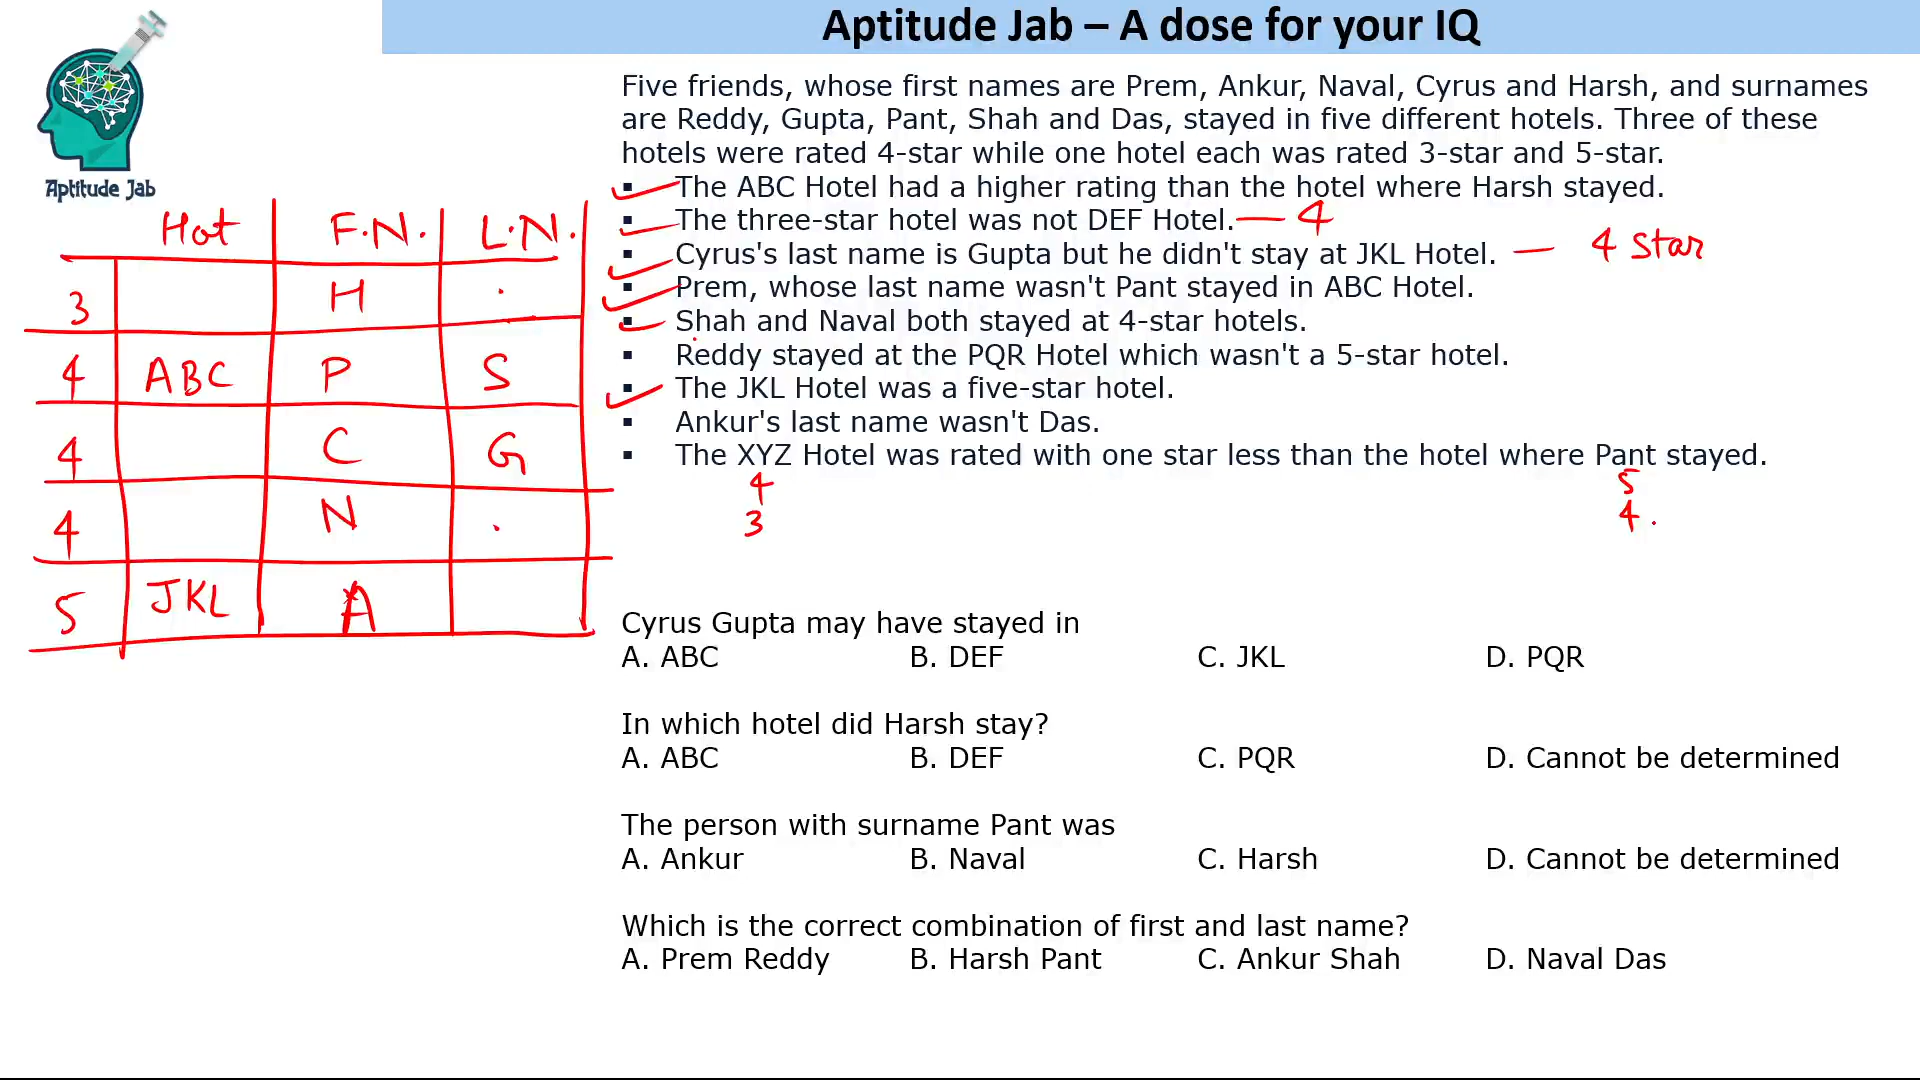 Aptitude Jab – A dose for your IQ
Aptitude Jab
Five friends, whose first names are Prem, Ankur, Naval, Cyrus and Harsh, and surnames
are Reddy, Gupta, Pant, Shah and Das, stayed in five different hotels. Three of these
hotels were rated 4-star while one hotel each was rated 3-star and 5-star.
▪ The ABC Hotel had a higher rating than the hotel where Harsh stayed.
▪ The three-star hotel was not DEF Hotel. — 4
▪ Cyrus's last name is Gupta but he didn't stay at JKL Hotel. — 4 star
▪ Prem, whose last name wasn't Pant stayed in ABC Hotel.
▪ Shah and Naval both stayed at 4-star hotels.
▪ Reddy stayed at the PQR Hotel which wasn't a 5-star hotel.
▪ The JKL Hotel was a five-star hotel.
▪ Ankur's last name wasn't Das.
▪ The XYZ Hotel was rated with one star less than the hotel where Pant stayed.
4 5
3 4
Hot F.N. L.N.
3 H
4 ABC P S
4 C G
4 N
5 JKL A
Cyrus Gupta may have stayed in
A. ABC B. DEF C. JKL D. PQR
In which hotel did Harsh stay?
A. ABC B. DEF C. PQR D. Cannot be determined
The person with surname Pant was
A. Ankur B. Naval C. Harsh D. Cannot be determined
Which is the correct combination of first and last name?
A. Prem Reddy B. Harsh Pant C. Ankur Shah D. Naval Das